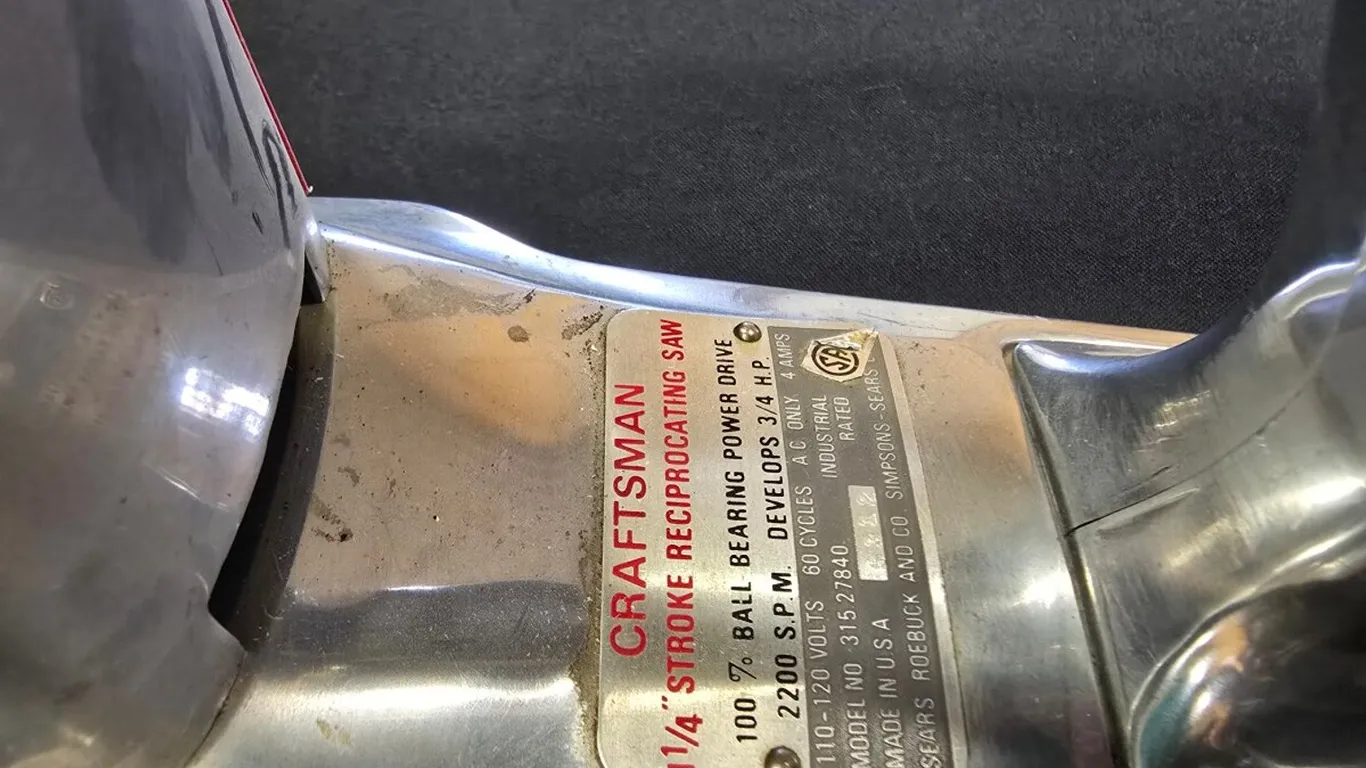 CRAFTSMAN
1 1/4" STROKE RECIPROCATING SAW
100 % BALL BEARING POWER DRIVE
2200 S.P.M. DEVELOPS 3/4 H.P.
110-120 VOLTS 60 CYCLES A C ONLY 4 AMPS
MODEL NO 315.27840 INDUSTRIAL RATED
MADE IN U.S.A
SEARS ROEBUCK AND CO. SIMPSONS-SEARS